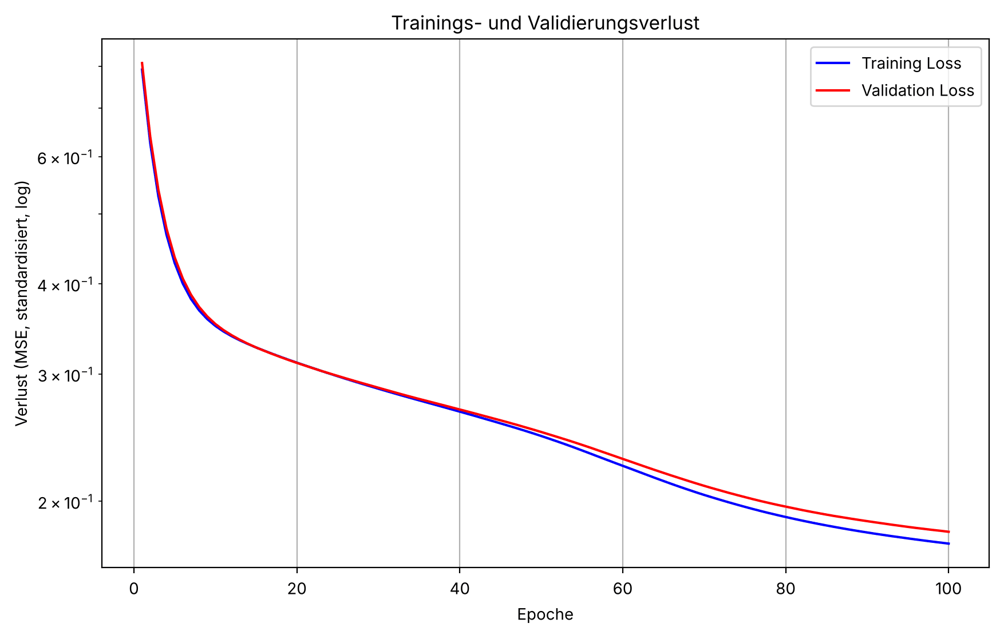 Trainings- und Validierungsverlust
Training Loss
Validation Loss
6 × 10⁻¹
4 × 10⁻¹
3 × 10⁻¹
2 × 10⁻¹
Verlust (MSE, standardisiert, log)
0 20 40 60 80 100
Epoche